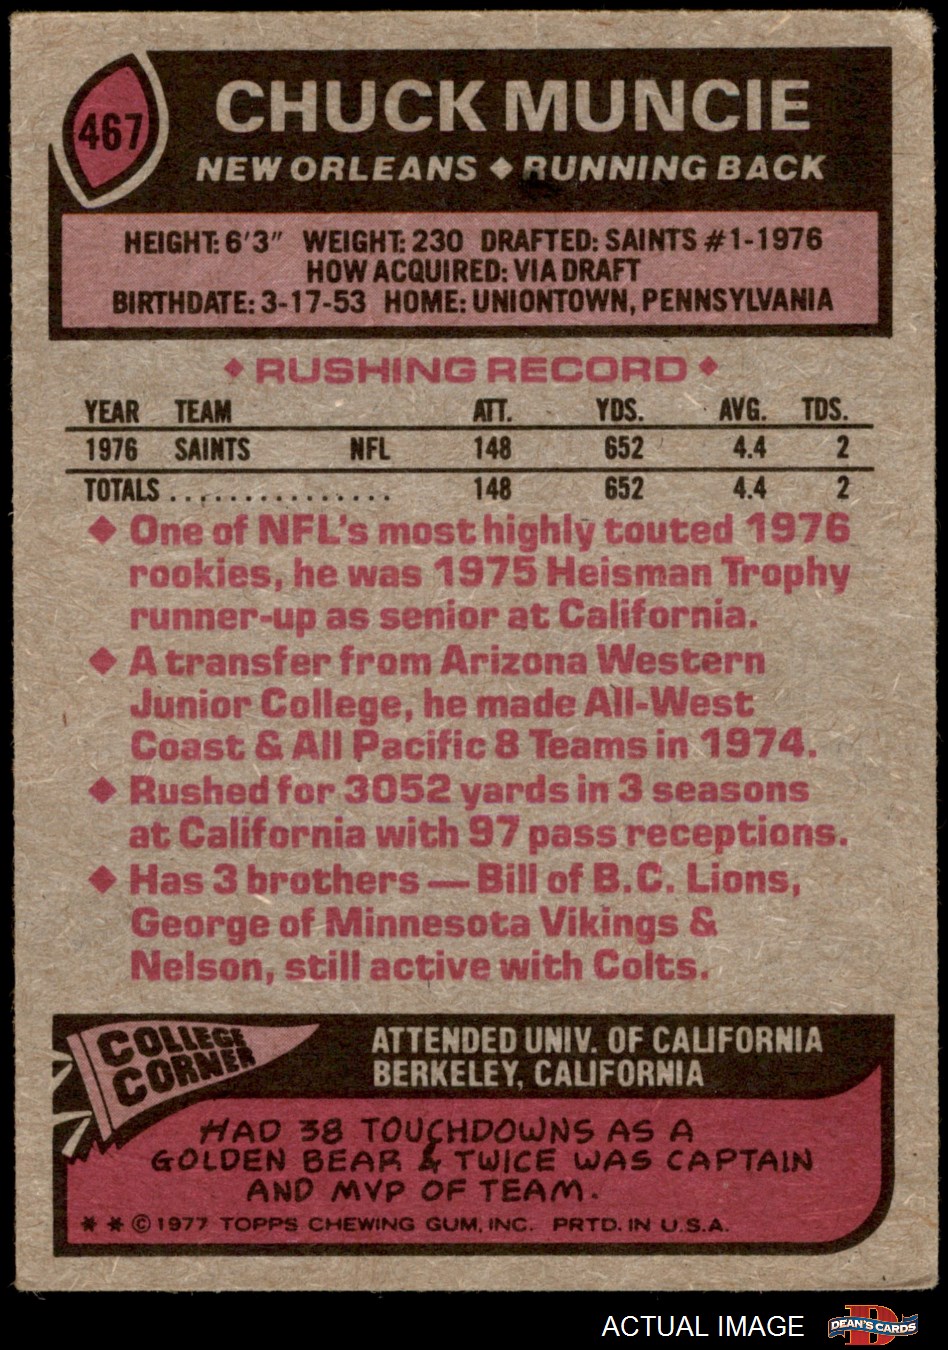 467
CHUCK MUNCIE
NEW ORLEANS ◆ RUNNING BACK
HEIGHT: 6'3" WEIGHT: 230 DRAFTED: SAINTS #1-1976
HOW ACQUIRED: VIA DRAFT
BIRTHDATE: 3-17-53 HOME: UNIONTOWN, PENNSYLVANIA
◆ RUSHING RECORD ◆
YEAR TEAM ATT. YDS. AVG. TDS.
1976 SAINTS NFL 148 652 4.4 2
TOTALS . . . . . . . . . . . . . . . 148 652 4.4 2
◆ One of NFL's most highly touted 1976
rookies, he was 1975 Heisman Trophy
runner-up as senior at California.
◆ A transfer from Arizona Western
Junior College, he made All-West
Coast & All Pacific 8 Teams in 1974.
◆ Rushed for 3052 yards in 3 seasons
at California with 97 pass receptions.
◆ Has 3 brothers — Bill of B.C. Lions,
George of Minnesota Vikings &
Nelson, still active with Colts.
COLLEGE
CORNER
ATTENDED UNIV. OF CALIFORNIA
BERKELEY, CALIFORNIA
HAD 38 TOUCHDOWNS AS A
GOLDEN BEAR & TWICE WAS CAPTAIN
AND MVP OF TEAM.
* * © 1977 TOPPS CHEWING GUM, INC. PRTD. IN U.S.A.
ACTUAL IMAGE
D
DEAN'S CARDS